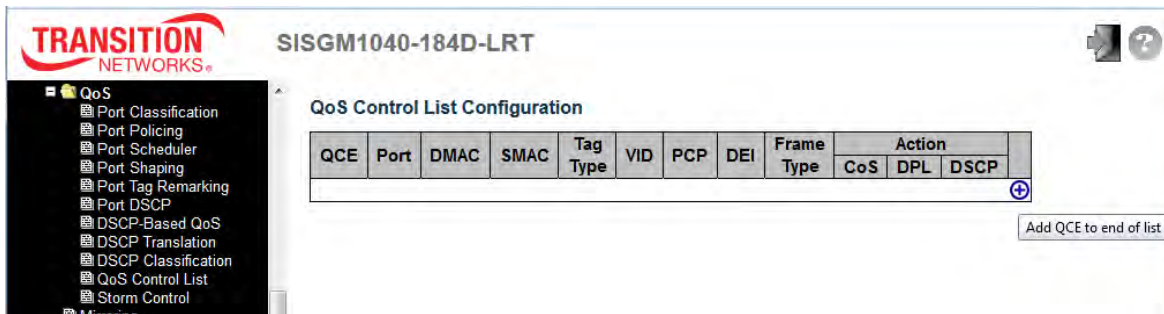 TRANSITION
NETWORKS®
SISGM1040-184D-LRT
?
QoS
Port Classification
Port Policing
Port Scheduler
Port Shaping
Port Tag Remarking
Port DSCP
DSCP-Based QoS
DSCP Translation
DSCP Classification
QoS Control List
Storm Control
QoS Control List Configuration
QCE Port DMAC SMAC Tag Type VID PCP DEI Frame Type Action
CoS DPL DSCP
Add QCE to end of list